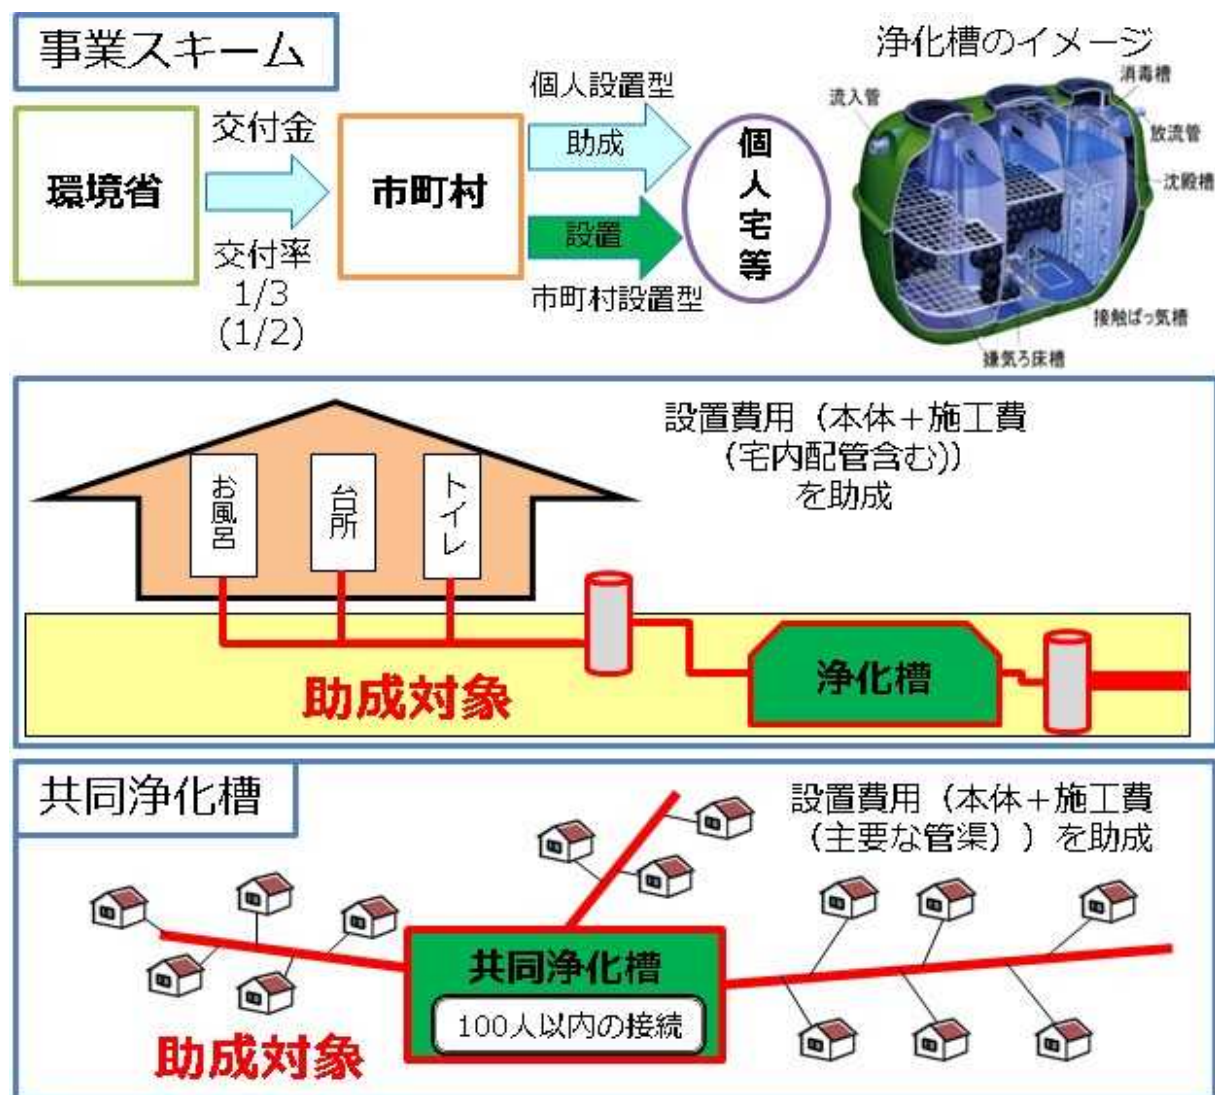 事業スキーム
環境省
交付金
交付率
1/3
(1/2)
市町村
個人設置型
助成
設置
市町村設置型
個人宅等
浄化槽のイメージ
流入管
消毒槽
放流管
沈殿槽
接触ばっ気槽
嫌気ろ床槽
設置費用（本体＋施工費
（宅内配管含む)）
を助成
お風呂
台所
トイレ
助成対象
浄化槽
共同浄化槽
設置費用（本体＋施工費
（主要な管渠））を助成
共同浄化槽
100人以内の接続
助成対象